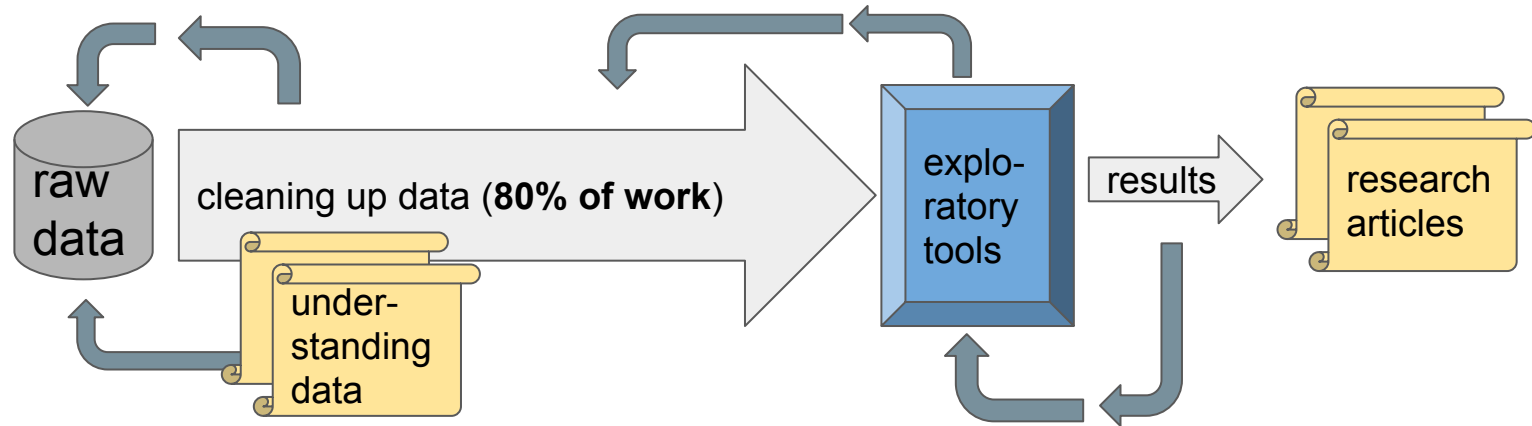 raw
data
cleaning up data (80% of work)
under-
standing
data
explo-
ratory
tools
results
research
articles